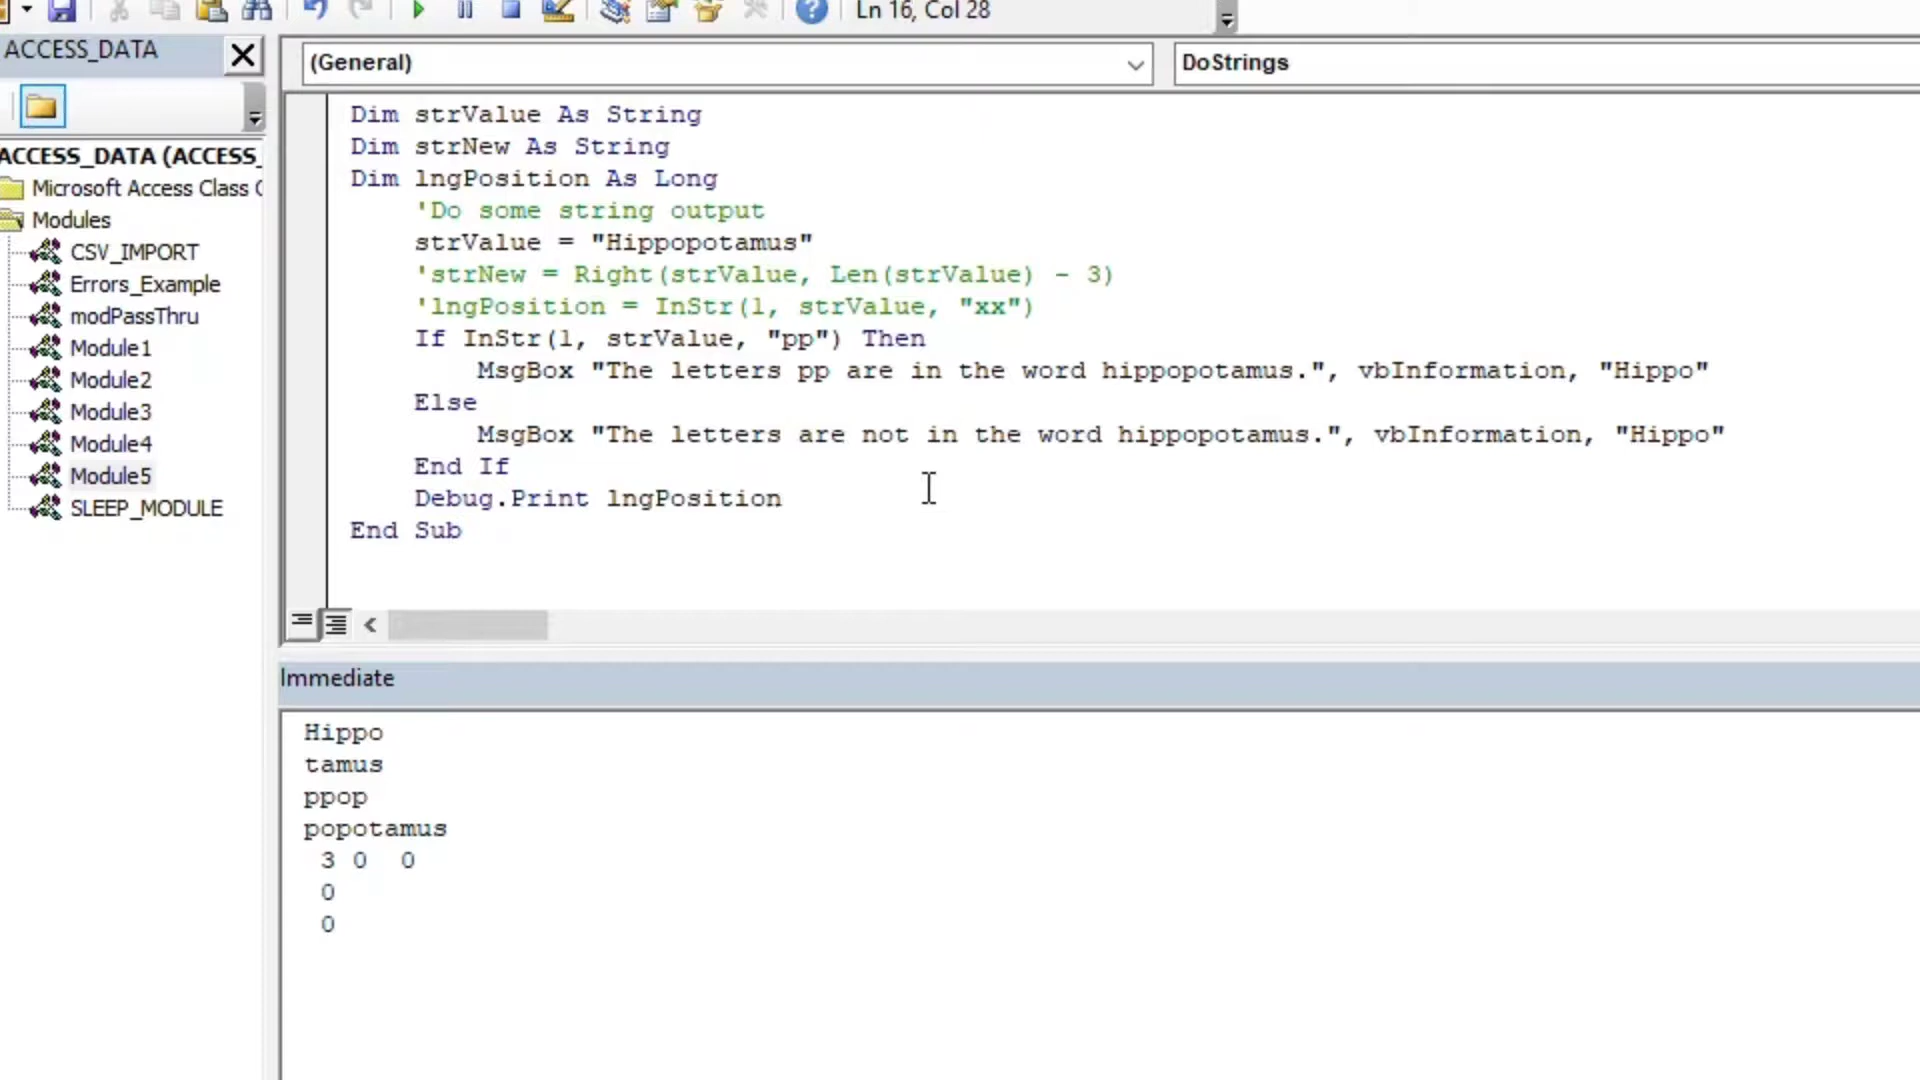 Ln 16, Col 28
ACCESS_DATA
(General)
DoStrings
ACCESS_DATA (ACCESS_
Microsoft Access Class
Modules
CSV_IMPORT
Errors_Example
modPassThru
Module1
Module2
Module3
Module4
Module5
SLEEP_MODULE
Dim strValue As String
Dim strNew As String
Dim lngPosition As Long
'Do some string output
strValue = "Hippopotamus"
'strNew = Right(strValue, Len(strValue) - 3)
'lngPosition = InStr(1, strValue, "xx")
If InStr(1, strValue, "pp") Then
MsgBox "The letters pp are in the word hippopotamus.", vbInformation, "Hippo"
Else
MsgBox "The letters are not in the word hippopotamus.", vbInformation, "Hippo"
End If
Debug.Print lngPosition
End Sub
Immediate
Hippo
tamus
ppop
popotamus
3 0 0
0
0